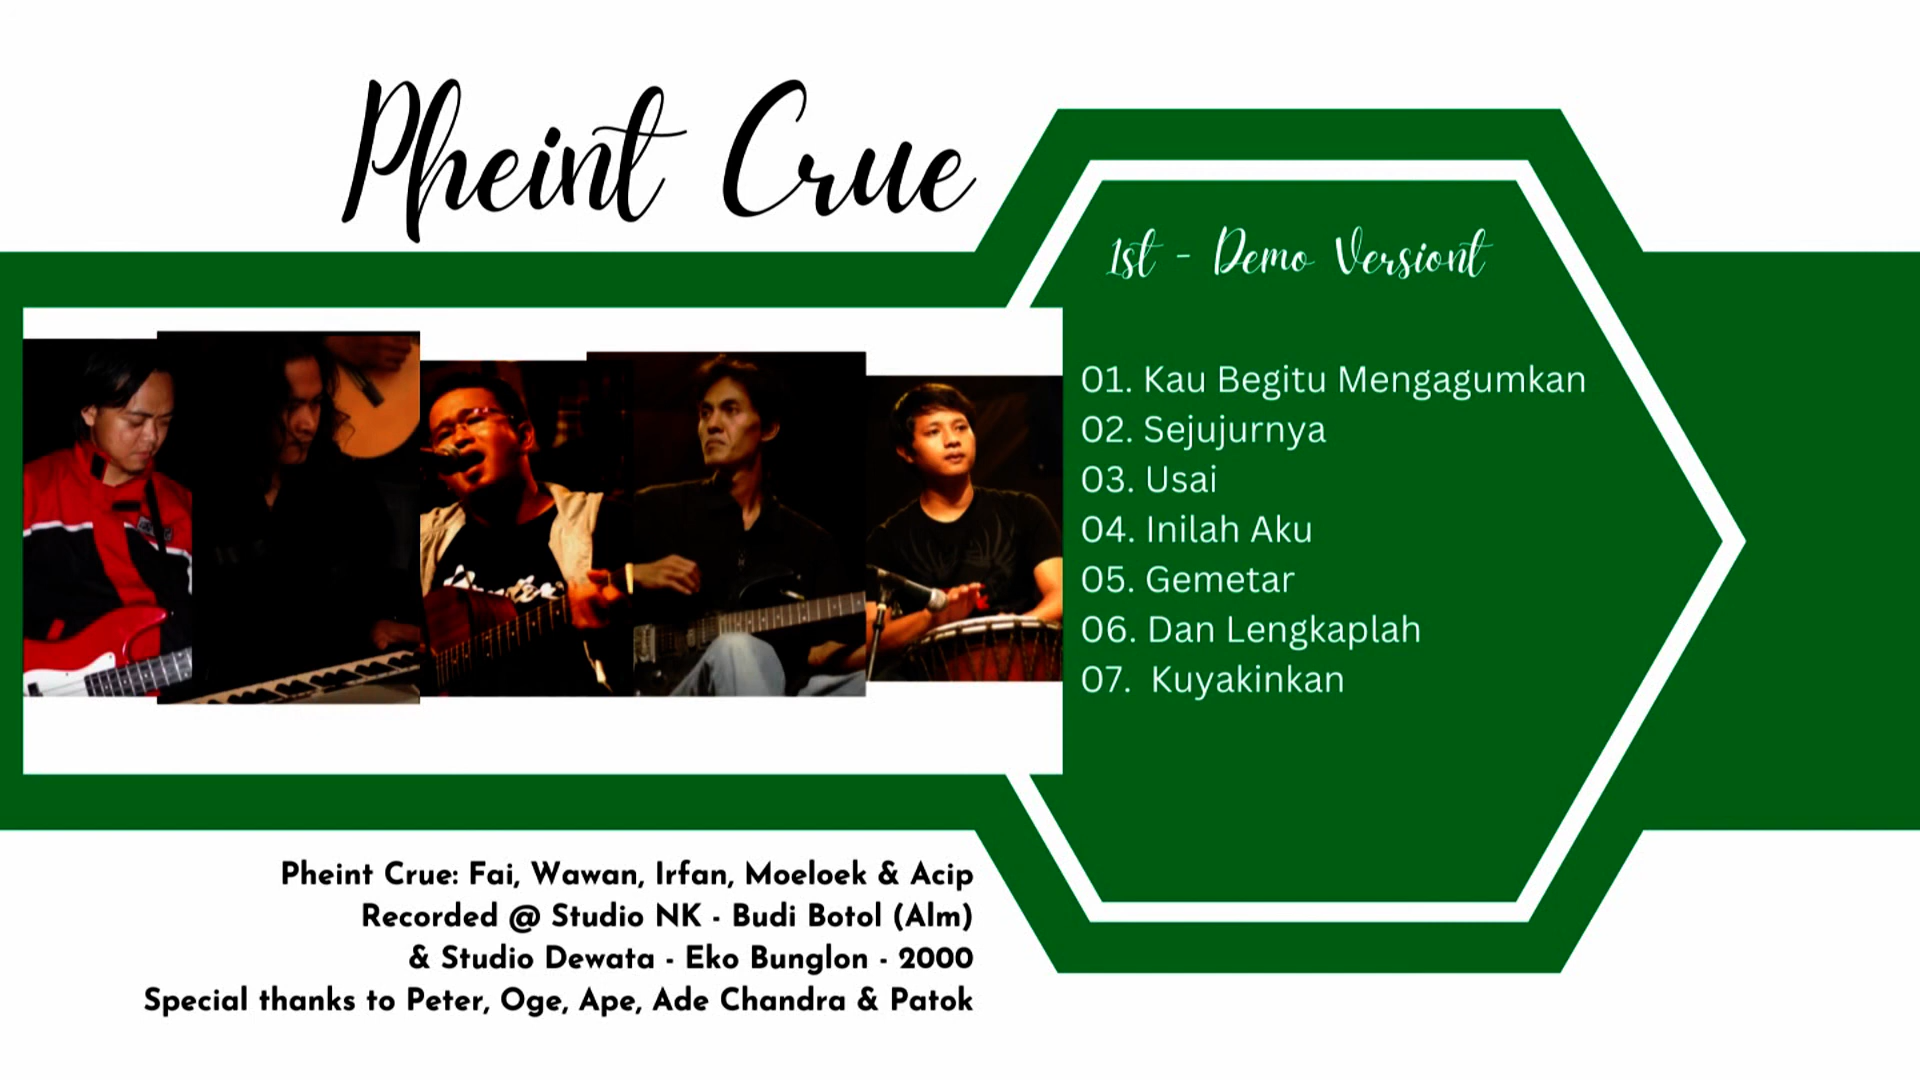 Pheint Crue
1st - Demo Versiont
01. Kau Begitu Mengagumkan
02. Sejujurnya
03. Usai
04. Inilah Aku
05. Gemetar
06. Dan Lengkaplah
07. Kuyakinkan
Pheint Crue: Fai, Wawan, Irfan, Moeloek & Acip
Recorded @ Studio NK - Budi Botol (Alm)
& Studio Dewata - Eko Bunglon - 2000
Special thanks to Peter, Oge, Ape, Ade Chandra & Patok